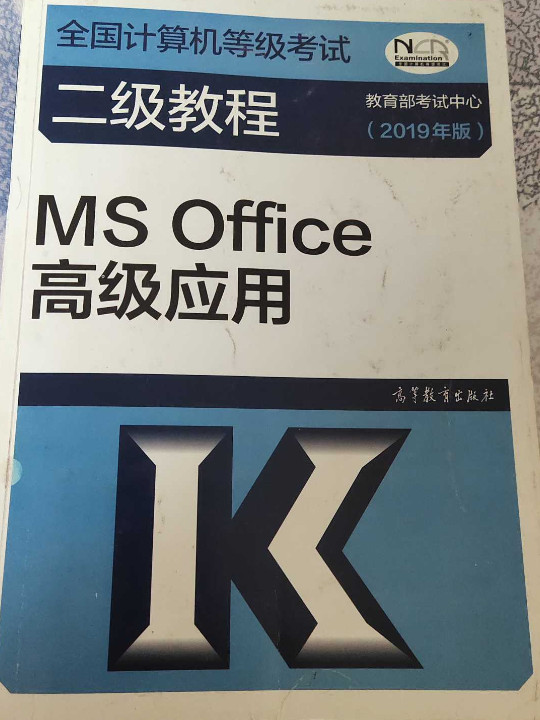 全国计算机等级考试
NCR
Examination
二级教程
教育部考试中心
（2019年版）
MS Office
高级应用
高等教育出版社